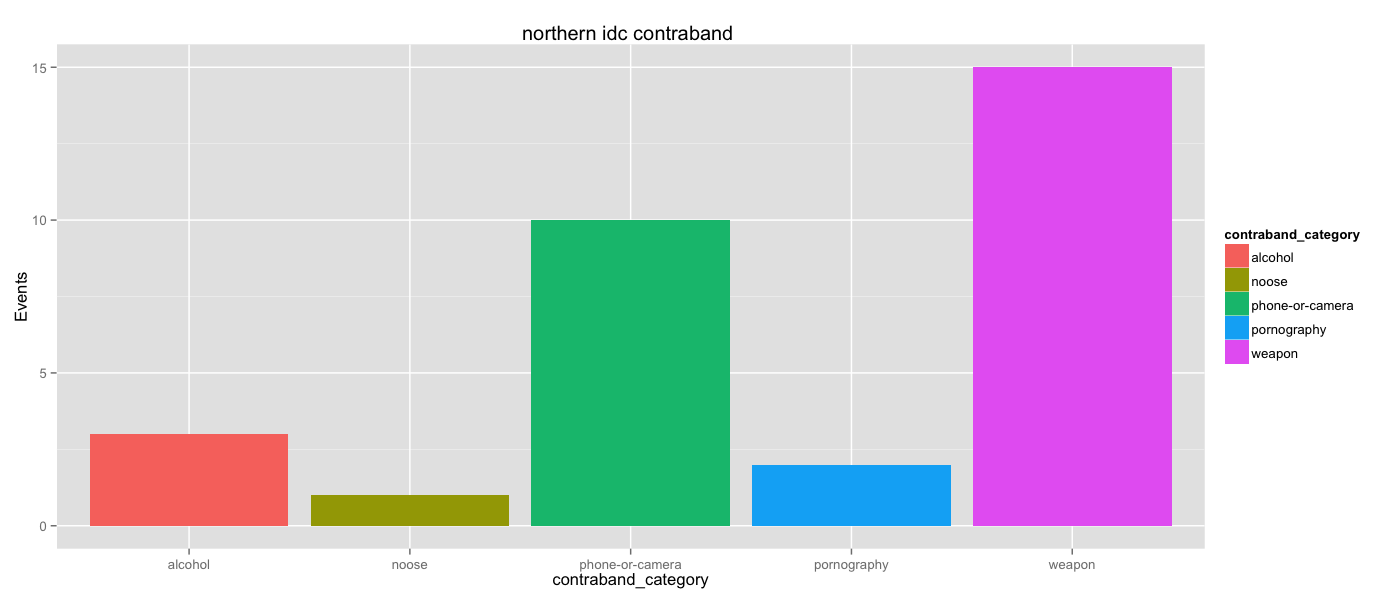 northern idc contraband
15
10
5
0
Events
alcohol
noose
phone-or-camera
pornography
weapon
contraband_category
contraband_category
alcohol
noose
phone-or-camera
pornography
weapon